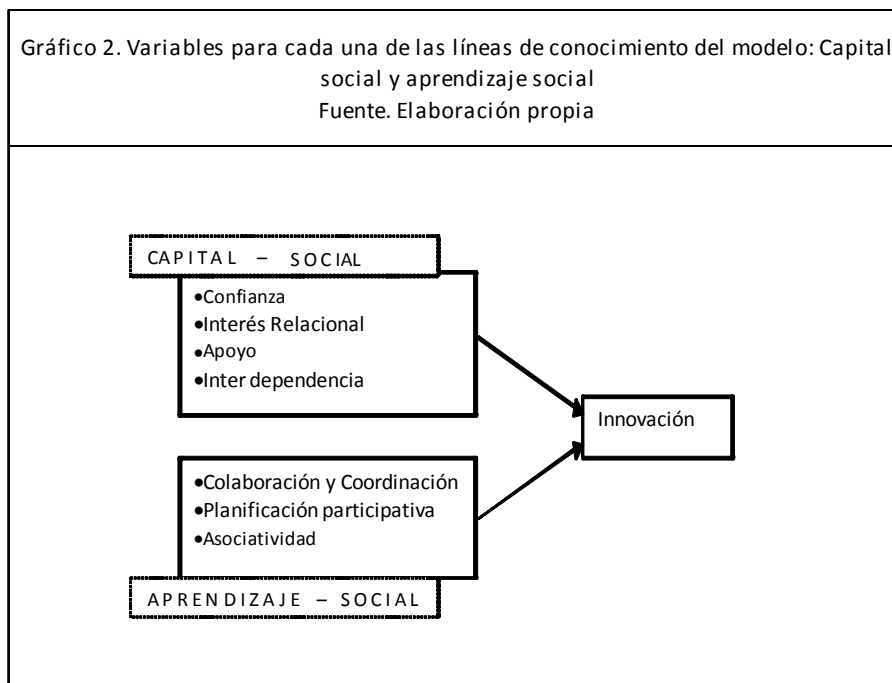 Gráfico 2. Variables para cada una de las líneas de conocimiento del modelo: Capital
social y aprendizaje social
Fuente. Elaboración propia
CAPITAL – SOCIAL
•Confianza
•Interés Relacional
•Apoyo
•Inter dependencia
Innovación
•Colaboración y Coordinación
•Planificación participativa
•Asociatividad
APRENDIZAJE – SOCIAL